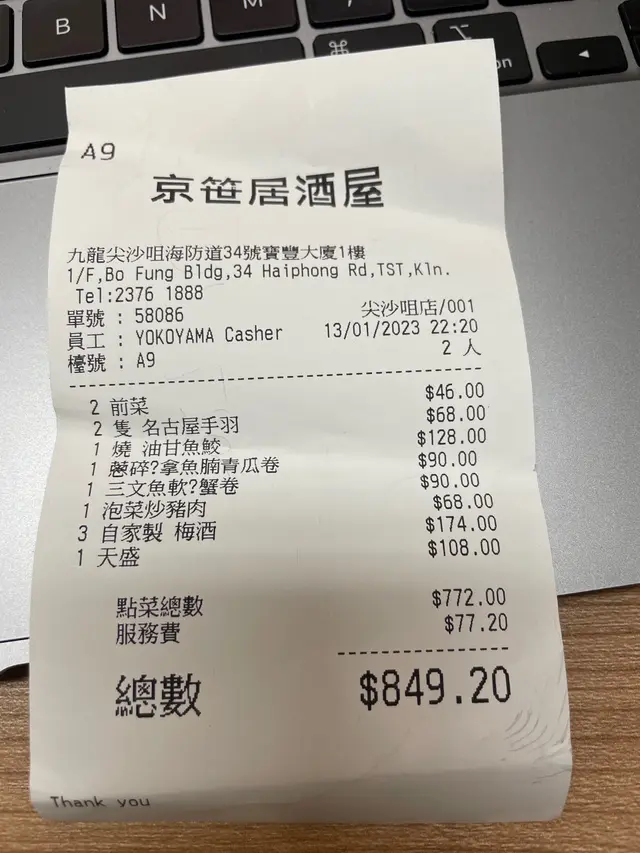 B N M ⌘ ⌥ ◀
A9
京笹居酒屋
九龍尖沙咀海防道34號寶豐大廈1樓
1/F,Bo Fung Bldg,34 Haiphong Rd,TST,Kln.
Tel:2376 1888
尖沙咀店/001
單號 : 58086
員工 : YOKOYAMA Casher 13/01/2023 22:20
檯號 : A9 2 人
2 前菜 $46.00
2 隻 名古屋手羽 $68.00
1 燒 油甘魚鮫 $128.00
1 蔥碎?拿魚腩青瓜卷 $90.00
1 三文魚軟?蟹卷 $90.00
1 泡菜炒豬肉 $68.00
3 自家製 梅酒 $174.00
1 天盛 $108.00
點菜總數 $772.00
服務費 $77.20
總數 $849.20
Thank you